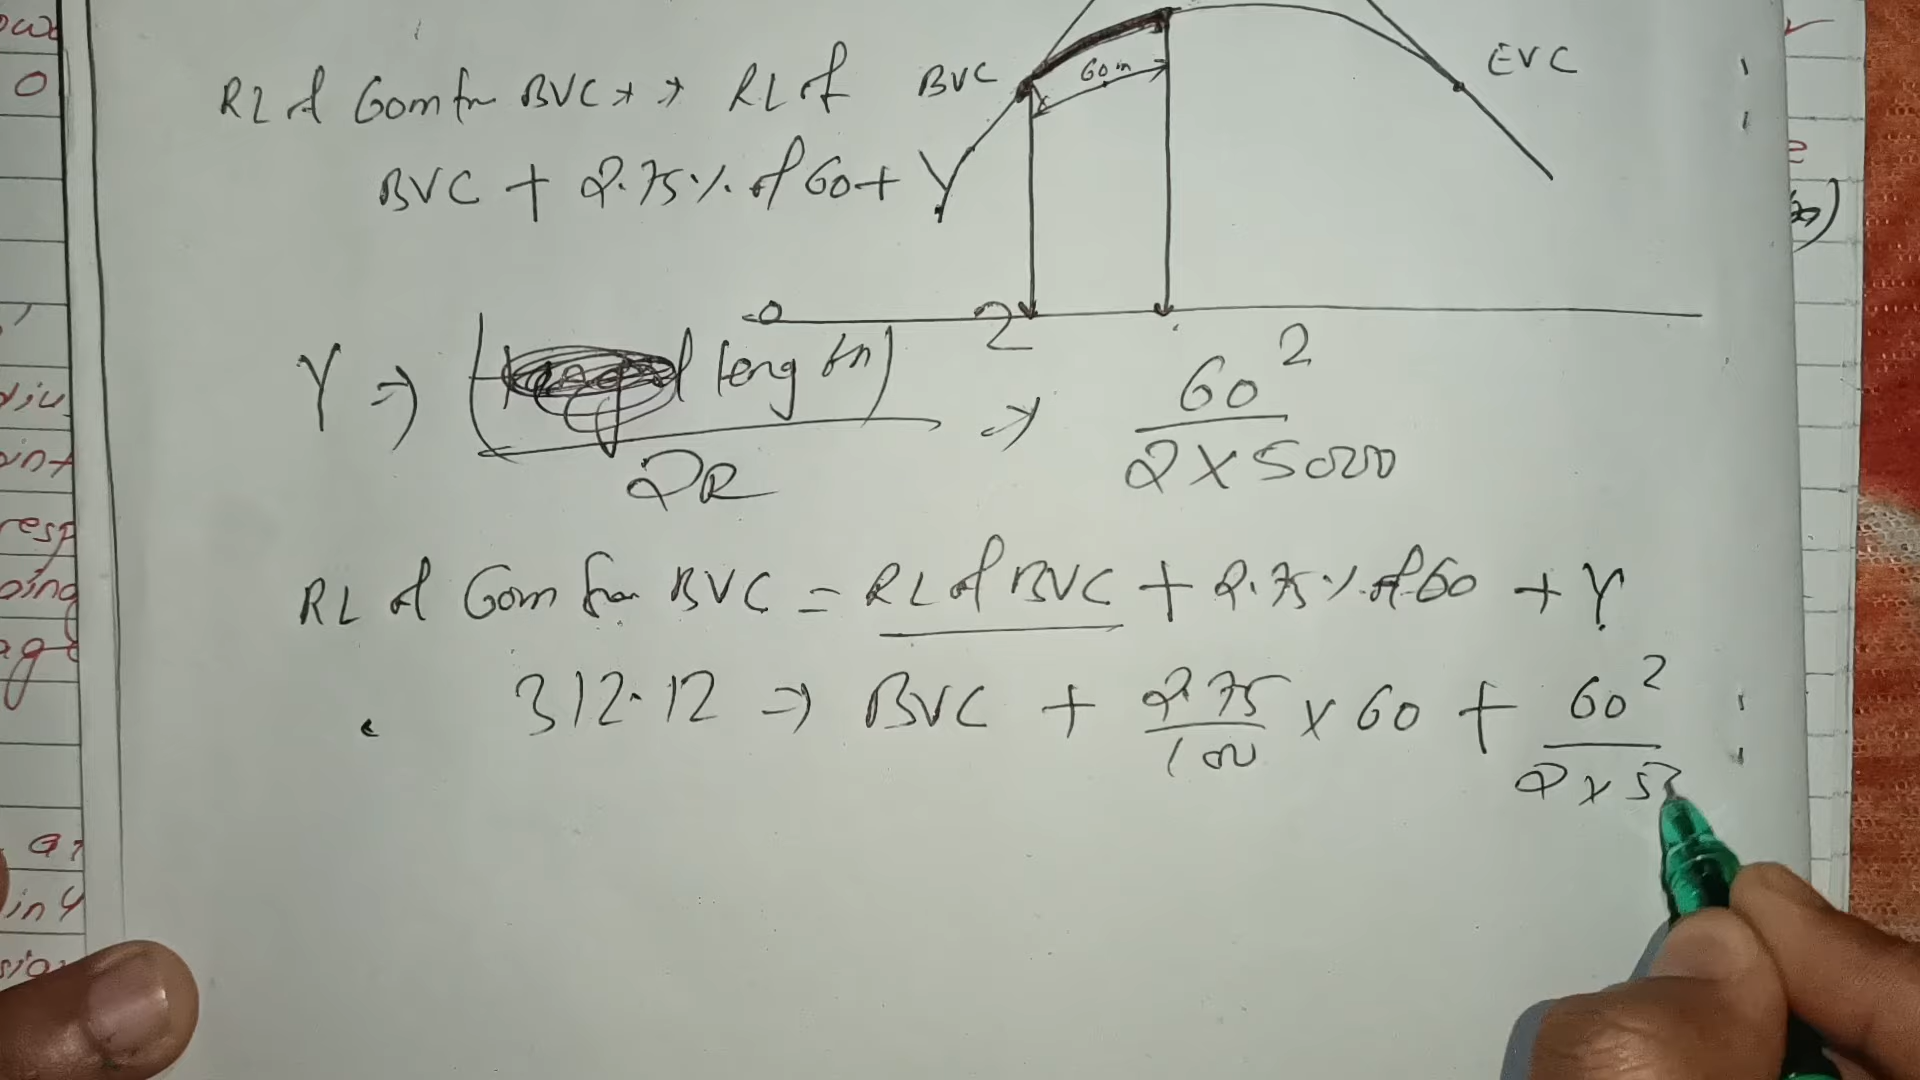 RL of 60m from BVC → RL of
BVC + 2.75% of 60 + Y
BVC
60m
EVC
Y ⇒ (length)² / 2R ⇒ 60² / 2×5000
RL of 60m from BVC = RL of BVC + 2.75% of 60 + Y
312.12 ⇒ BVC + 2.75/100 × 60 + 60² / 2×5